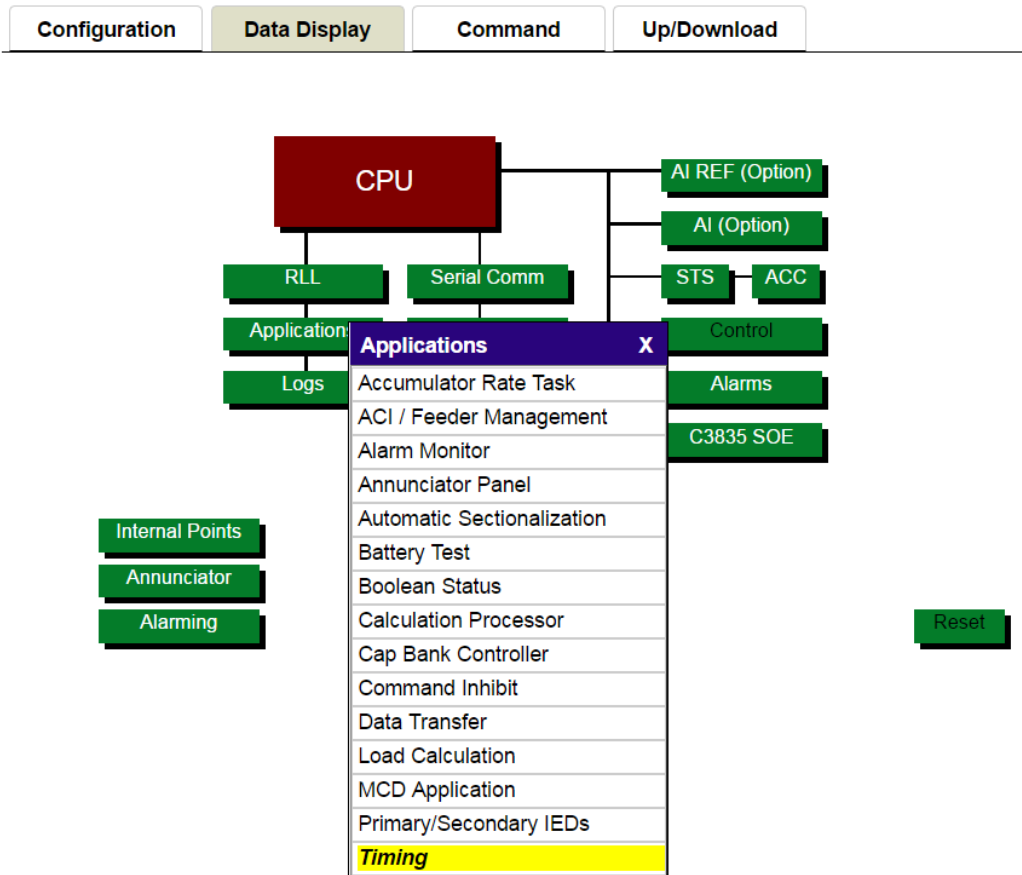 Configuration
Data Display
Command
Up/Download
CPU
AI REF (Option)
AI (Option)
RLL
Serial Comm
STS
ACC
Applications
Control
Logs
Alarms
C3835 SOE
Applications X
Accumulator Rate Task
ACI / Feeder Management
Alarm Monitor
Annunciator Panel
Automatic Sectionalization
Battery Test
Boolean Status
Calculation Processor
Cap Bank Controller
Command Inhibit
Data Transfer
Load Calculation
MCD Application
Primary/Secondary IEDs
Timing
Internal Points
Annunciator
Alarming
Reset